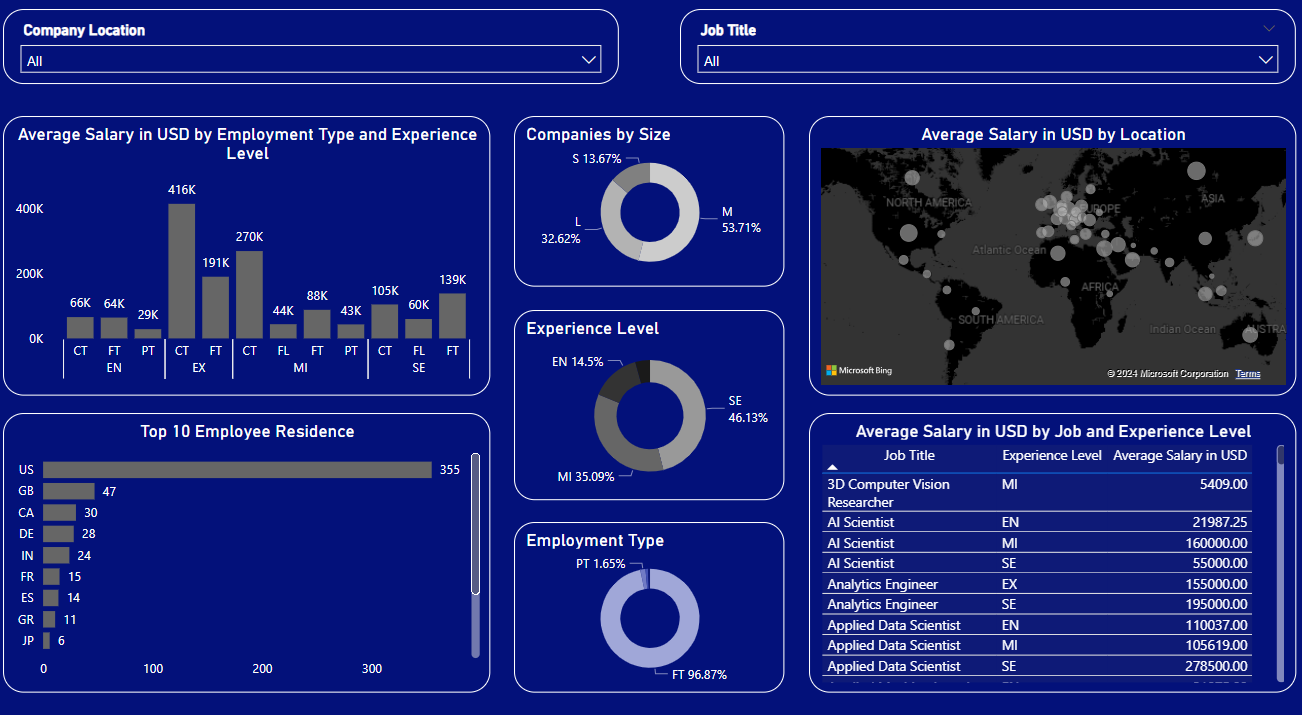 Company Location
All
Job Title
All
Average Salary in USD by Employment Type and Experience
Level
416K
400K
270K
191K
200K
139K
105K
88K
66K
64K
60K
44K
43K
29K
0K
CT FT PT CT FT CT FL FT PT CT FL FT
EN EX MI SE
Companies by Size
S 13.67%
M
53.71%
L
32.62%
Average Salary in USD by Location
NORTH AMERICA
EUROPE
ASIA
Atlantic Ocean
AFRICA
SOUTH AMERICA
Indian Ocean
AUSTRA
Microsoft Bing
© 2024 Microsoft Corporation Terms
Experience Level
EN 14.5%
SE
46.13%
MI 35.09%
Top 10 Employee Residence
US 355
GB 47
CA 30
DE 28
IN 24
FR 15
ES 14
GR 11
JP 6
0 100 200 300
Employment Type
PT 1.65%
FT 96.87%
Average Salary in USD by Job and Experience Level
Job Title Experience Level Average Salary in USD
3D Computer Vision MI 5409.00
Researcher
AI Scientist EN 21987.25
AI Scientist MI 160000.00
AI Scientist SE 55000.00
Analytics Engineer EX 155000.00
Analytics Engineer SE 195000.00
Applied Data Scientist EN 110037.00
Applied Data Scientist MI 105619.00
Applied Data Scientist SE 278500.00